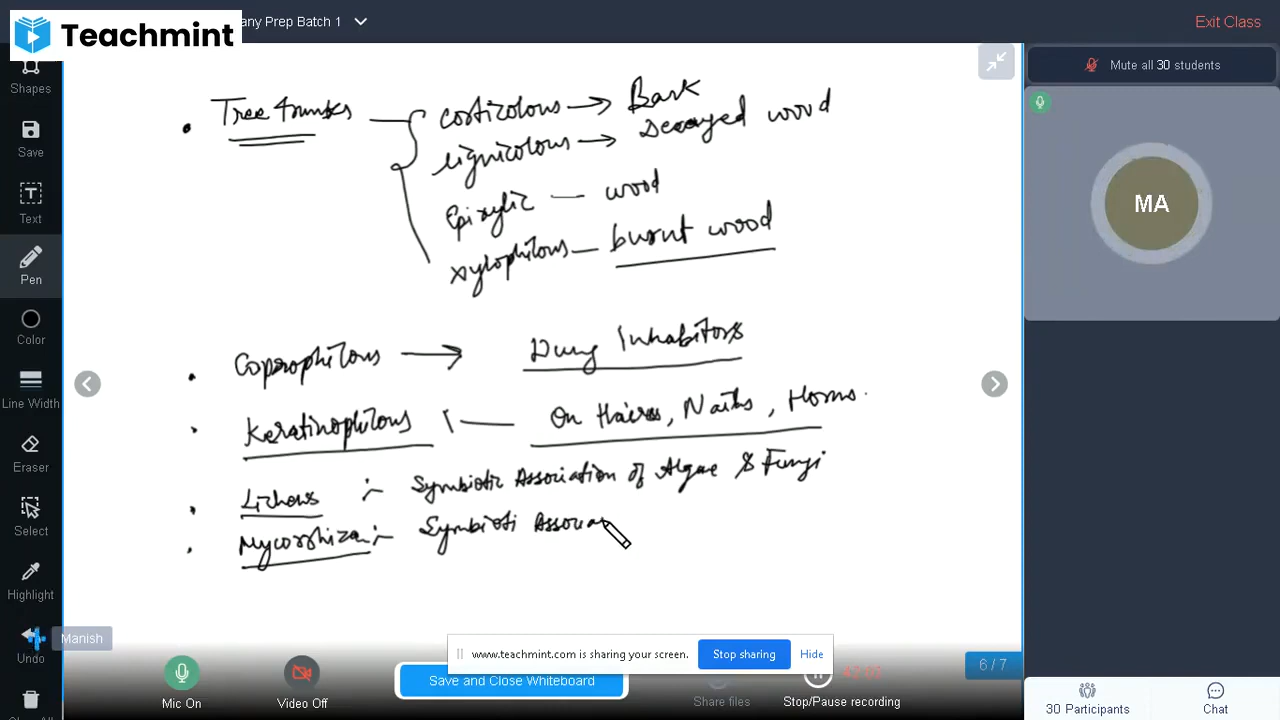 Teachmint
any Prep Batch 1
Exit Class
Shapes
Save
Text
Pen
Color
Line Width
Eraser
Select
Highlight
Undo
Manish
Mute all 30 students
MA
Tree trunks
corticolous → Bark
lignicolous → Decayed wood
Epixylic — wood
xylophilous — burnt wood
Coprophilous → Dung Inhabitors
Keratinophilous — On Haires, Nails, Horns.
Lichens :- Symbiotic Association of Algae & Fungi
Mycorrhiza :- Symbioti Associa
www.teachmint.com is sharing your screen.
Stop sharing
Hide
6 / 7
Mic On
Video Off
Save and Close Whiteboard
Share files
Stop/Pause recording
30 Participants
Chat